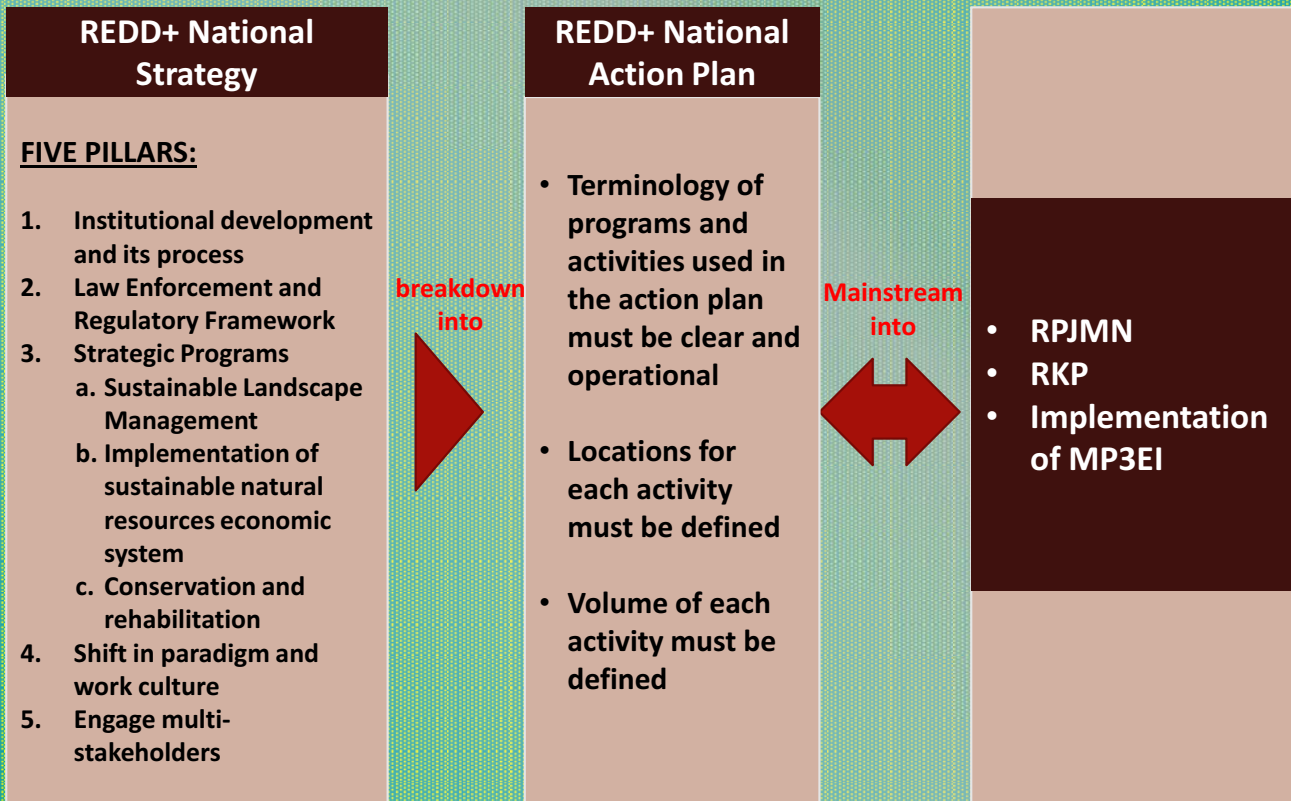 REDD+ National
Strategy
FIVE PILLARS:
1. Institutional development
and its process
2. Law Enforcement and
Regulatory Framework
3. Strategic Programs
a. Sustainable Landscape
Management
b. Implementation of
sustainable natural
resources economic
system
c. Conservation and
rehabilitation
4. Shift in paradigm and
work culture
5. Engage multi-
stakeholders
breakdown
into
REDD+ National
Action Plan
• Terminology of
programs and
activities used in
the action plan
must be clear and
operational
• Locations for
each activity
must be defined
• Volume of each
activity must be
defined
Mainstream
into
• RPJMN
• RKP
• Implementation
of MP3EI